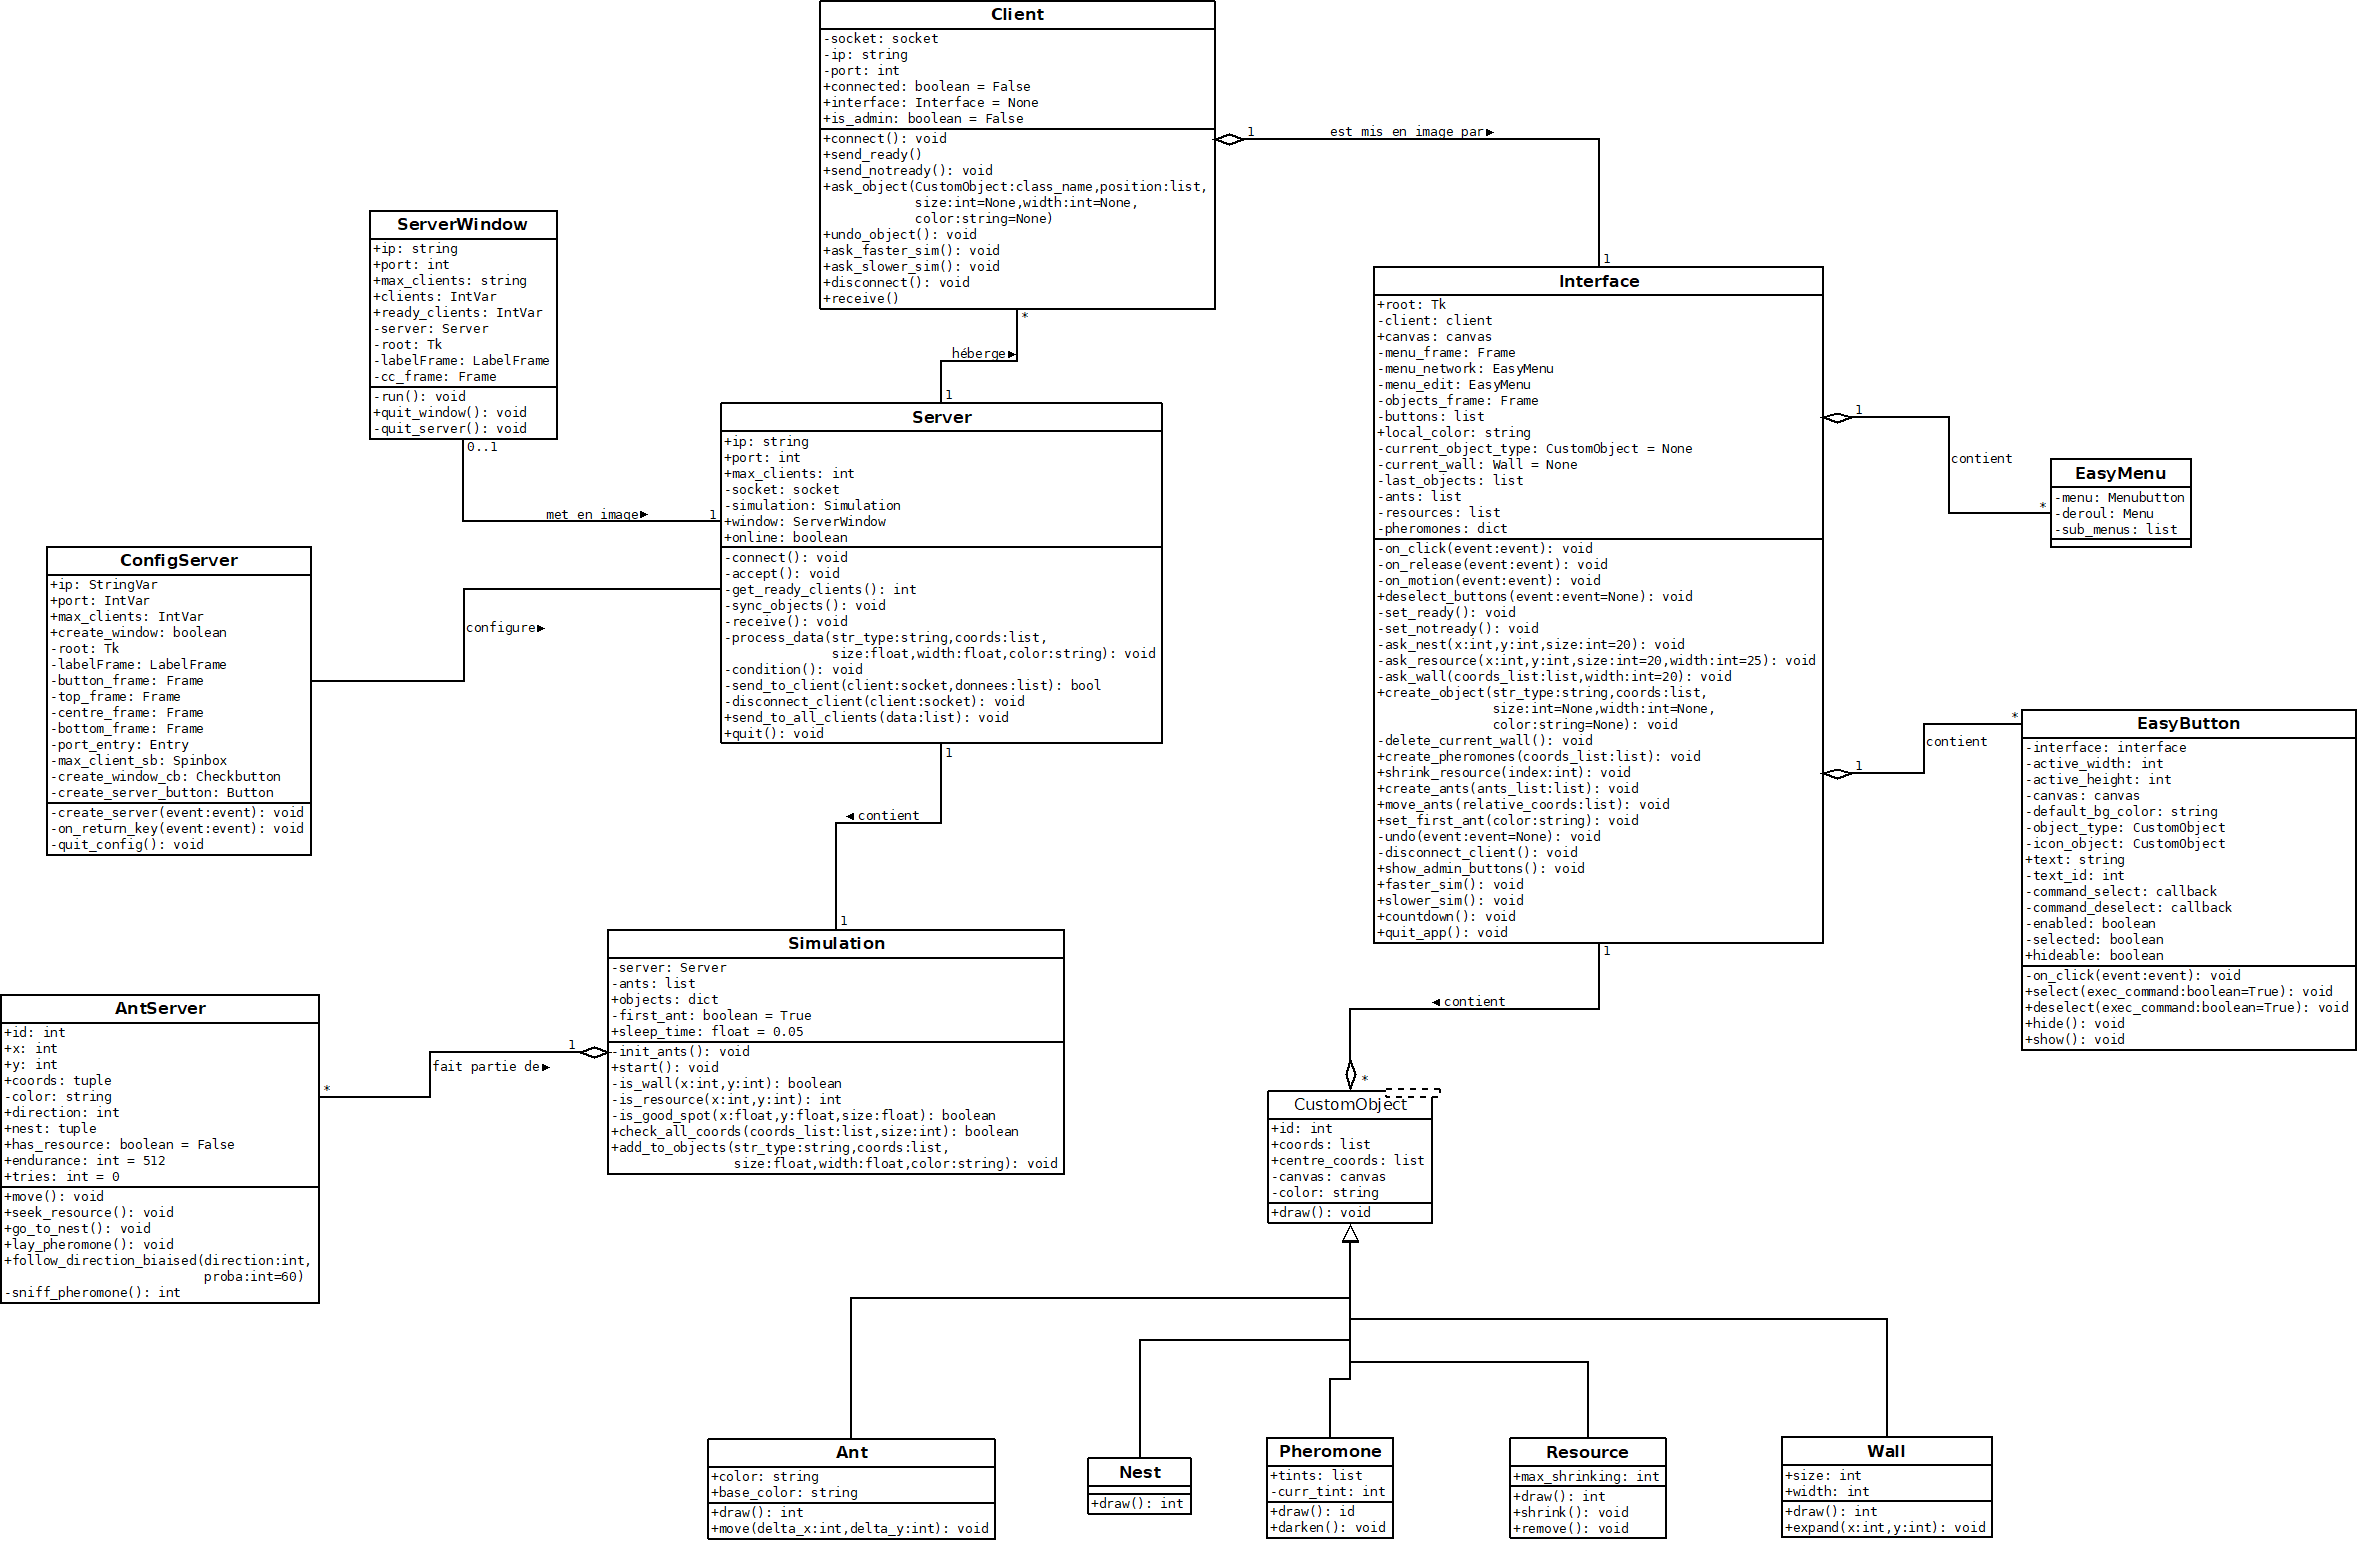 Client
-socket: socket
-ip: string
-port: int
+connected: boolean = False
+interface: Interface = None
+is_admin: boolean = False
+connect(): void
+send_ready()
+send_notready(): void
+ask_object(CustomObject:class_name,position:list,
size:int=None,width:int=None,
color:string=None)
+undo_object(): void
+ask_faster_sim(): void
+ask_slower_sim(): void
+disconnect(): void
+receive()
1
est mis en image par►
1
*
héberge►
1
ServerWindow
+ip: string
+port: int
+max_clients: string
+clients: IntVar
+ready_clients: IntVar
-server: Server
-root: Tk
-labelFrame: LabelFrame
-cc_frame: Frame
-run(): void
+quit_window(): void
-quit_server(): void
0..1
met en image►
1
Server
+ip: string
+port: int
+max_clients: int
-socket: socket
-simulation: Simulation
+window: ServerWindow
+online: boolean
-connect(): void
-accept(): void
-get_ready_clients(): int
-sync_objects(): void
-receive(): void
-process_data(str_type:string,coords:list,
size:float,width:float,color:string): void
-condition(): void
-send_to_client(client:socket,donnees:list): bool
-disconnect_client(client:socket): void
+send_to_all_clients(data:list): void
+quit(): void
1
◄contient
1
ConfigServer
+ip: StringVar
+port: IntVar
+max_clients: IntVar
+create_window: boolean
-root: Tk
-labelFrame: LabelFrame
-button_frame: Frame
-top_frame: Frame
-centre_frame: Frame
-bottom_frame: Frame
-port_entry: Entry
-max_client_sb: Spinbox
-create_window_cb: Checkbutton
-create_server_button: Button
-create_server(event:event): void
-on_return_key(event:event): void
-quit_config(): void
configure►
Interface
+root: Tk
-client: client
+canvas: canvas
-menu_frame: Frame
-menu_network: EasyMenu
-menu_edit: EasyMenu
-objects_frame: Frame
-buttons: list
+local_color: string
-current_object_type: CustomObject = None
-current_wall: Wall = None
-last_objects: list
-ants: list
-resources: list
-pheromones: dict
-on_click(event:event): void
-on_release(event:event): void
-on_motion(event:event): void
+deselect_buttons(event:event=None): void
-set_ready(): void
-set_notready(): void
-ask_nest(x:int,y:int,size:int=20): void
-ask_resource(x:int,y:int,size:int=20,width:int=25): void
-ask_wall(coords_list:list,width:int=20): void
+create_object(str_type:string,coords:list,
size:int=None,width:int=None,
color:string=None): void
-delete_current_wall(): void
+create_pheromones(coords_list:list): void
+shrink_resource(index:int): void
+create_ants(ants_list:list): void
+move_ants(relative_coords:list): void
+set_first_ant(color:string): void
-undo(event:event=None): void
-disconnect_client(): void
+show_admin_buttons(): void
+faster_sim(): void
+slower_sim(): void
+countdown(): void
+quit_app(): void
1
contient
*
EasyMenu
-menu: Menubutton
-deroul: Menu
-sub_menus: list
1
contient
*
EasyButton
-interface: interface
-active_width: int
-active_height: int
-canvas: canvas
-default_bg_color: string
-object_type: CustomObject
-icon_object: CustomObject
+text: string
-text_id: int
-command_select: callback
-command_deselect: callback
-enabled: boolean
-selected: boolean
+hideable: boolean
-on_click(event:event): void
+select(exec_command:boolean=True): void
+deselect(exec_command:boolean=True): void
+hide(): void
+show(): void
Simulation
-server: Server
-ants: list
+objects: dict
-first_ant: boolean = True
+sleep_time: float = 0.05
-init_ants(): void
+start(): void
-is_wall(x:int,y:int): boolean
-is_resource(x:int,y:int): int
-is_good_spot(x:float,y:float,size:float): boolean
+check_all_coords(coords_list:list,size:int): boolean
+add_to_objects(str_type:string,coords:list,
size:float,width:float,color:string): void
1
fait partie de►
*
AntServer
+id: int
+x: int
+y: int
+coords: tuple
-color: string
+direction: int
+nest: tuple
+has_resource: boolean = False
+endurance: int = 512
+tries: int = 0
+move(): void
+seek_resource(): void
+go_to_nest(): void
+lay_pheromone(): void
+follow_direction_biaised(direction:int,
proba:int=60)
-sniff_pheromone(): int
1
◄contient
*
CustomObject
+id: int
+coords: list
+centre_coords: list
-canvas: canvas
-color: string
+draw(): void
Ant
+color: string
+base_color: string
+draw(): int
+move(delta_x:int,delta_y:int): void
Nest
+draw(): int
Pheromone
+tints: list
-curr_tint: int
+draw(): id
+darken(): void
Resource
+max_shrinking: int
+draw(): int
+shrink(): void
+remove(): void
Wall
+size: int
+width: int
+draw(): int
+expand(x:int,y:int): void